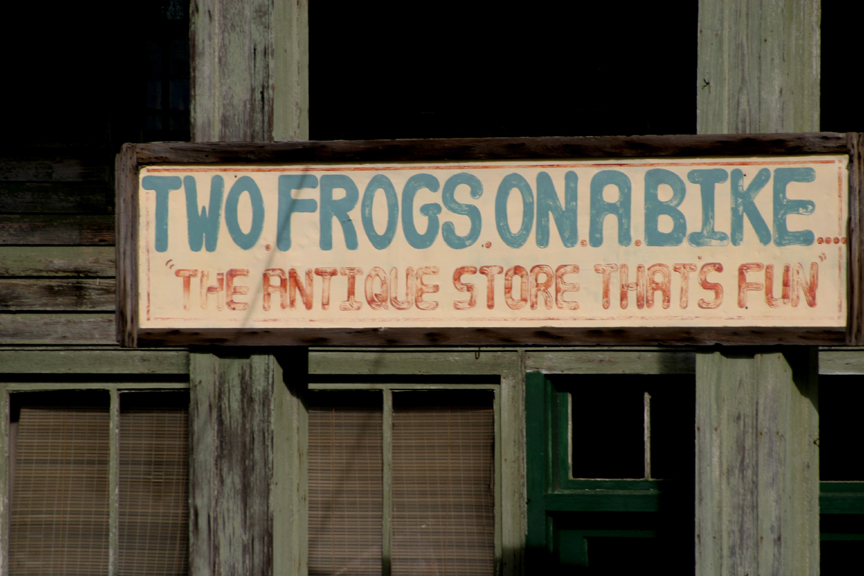 TWO.FROGS.ON.A.BIKE....
"THE ANTIQUE STORE THAT'S FUN"